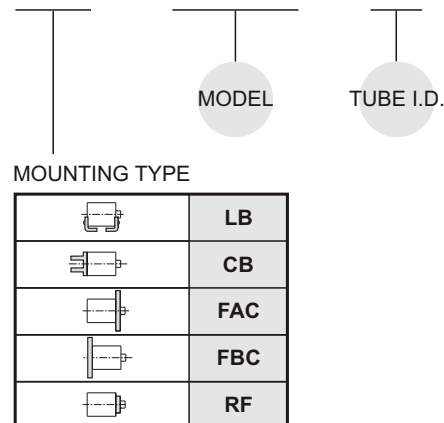 MODEL TUBE I.D.
MOUNTING TYPE
LB
CB
FAC
FBC
RF